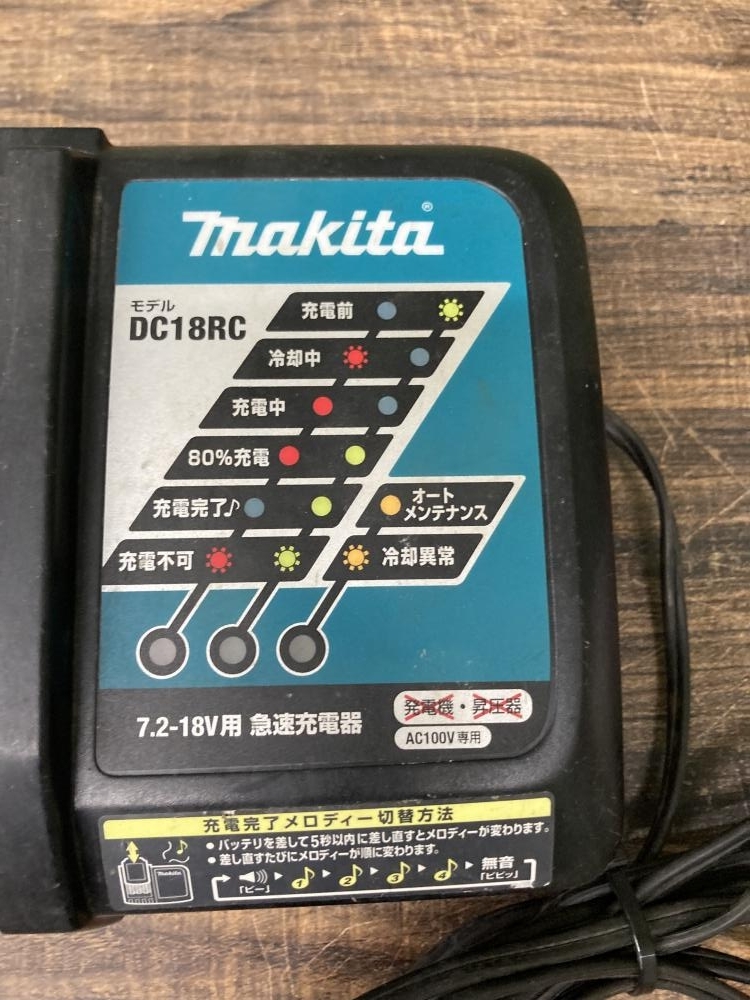 makita®
モデル
DC18RC
充電前
冷却中
充電中
80%充電
充電完了♪
オート
メンテナンス
充電不可
冷却異常
7.2-18V用 急速充電器
発電機・昇圧器
AC100V専用
充電完了メロディー切替方法
● バッテリを差して5秒以内に差し直すとメロディーが変わります。
● 差し直すたびにメロディーが順に変わります。
makita
「ピー」
1
2
3
4
無音
「ピピッ」